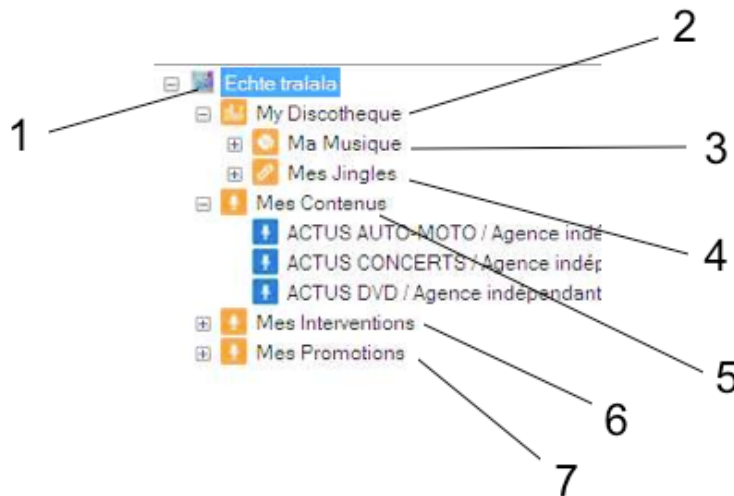 2
Echte tralala
1
My Discotheque
Ma Musique
3
Mes Jingles
Mes Contenus
ACTUS AUTO-MOTO / Agence indé
4
ACTUS CONCERTS / Agence indép
ACTUS DVD / Agence indépendant
Mes Interventions
Mes Promotions
5
6
7